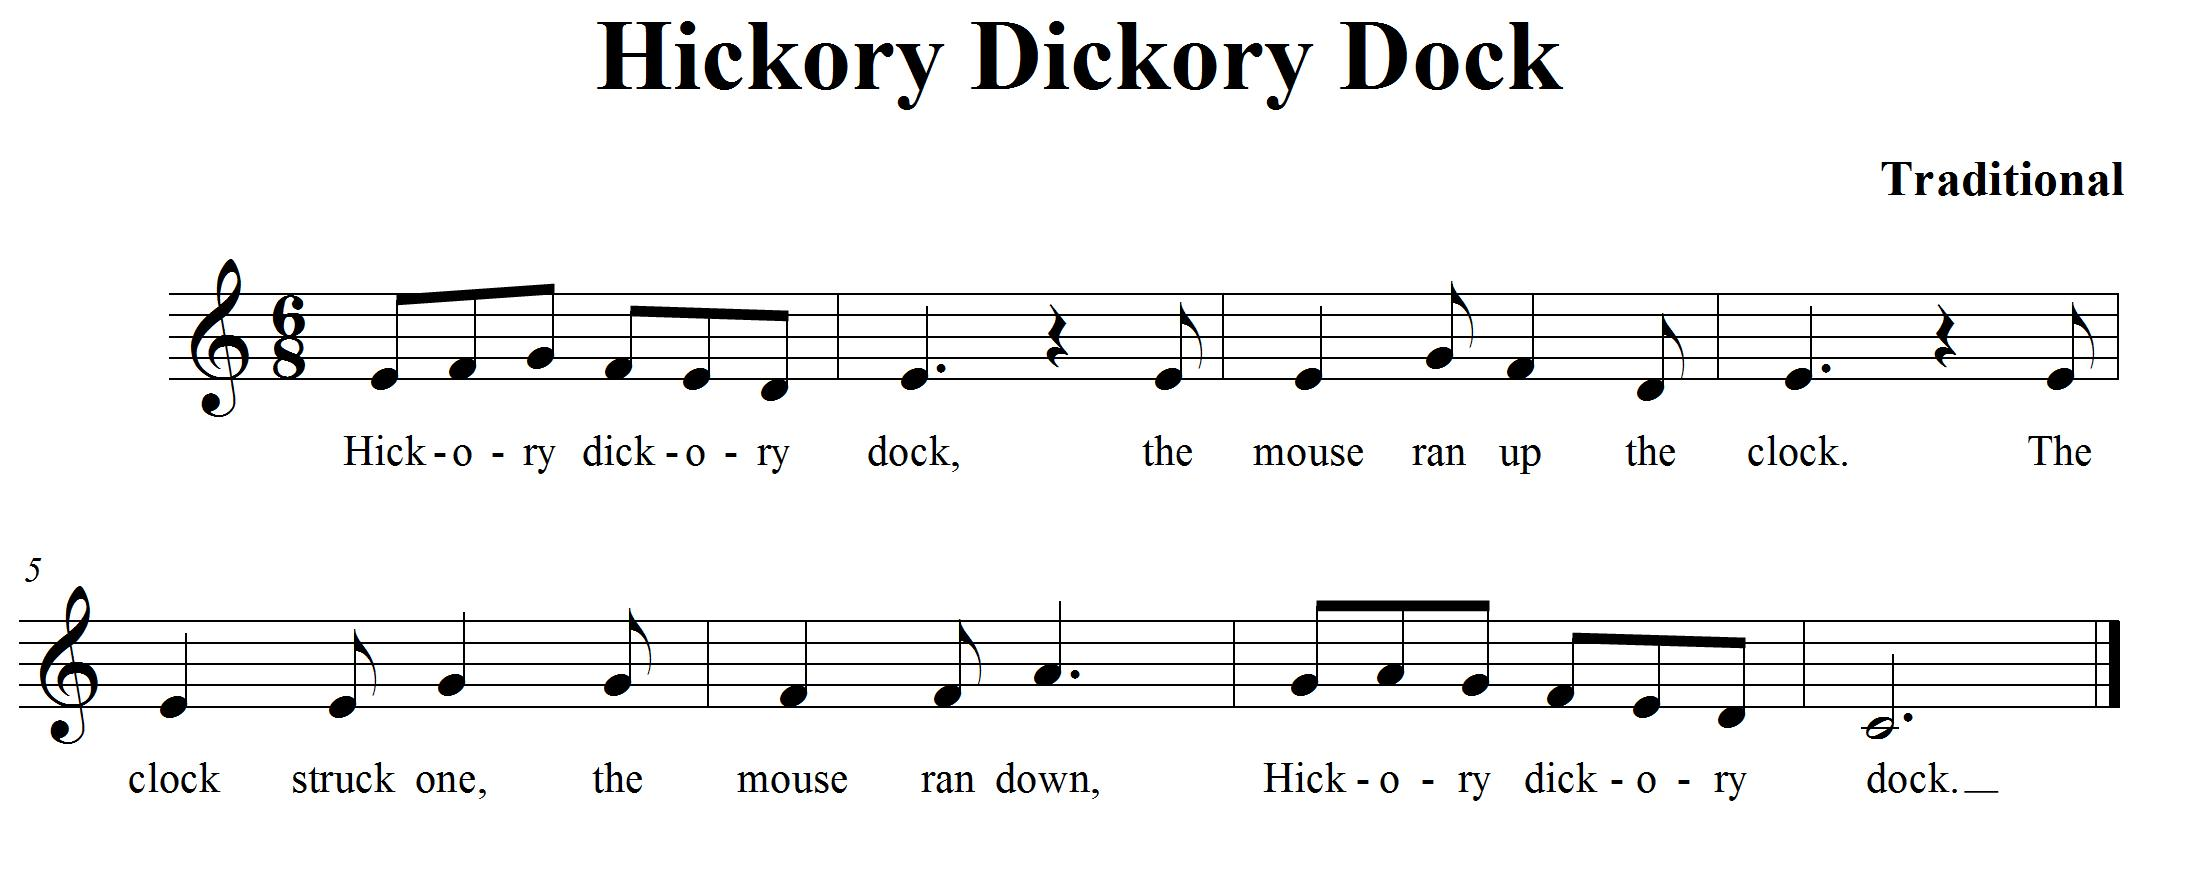 Hickory Dickory Dock
Traditional
6
8
Hick - o - ry dick - o - ry dock, the mouse ran up the clock. The
5
clock struck one, the mouse ran down, Hick - o - ry dick - o - ry dock.